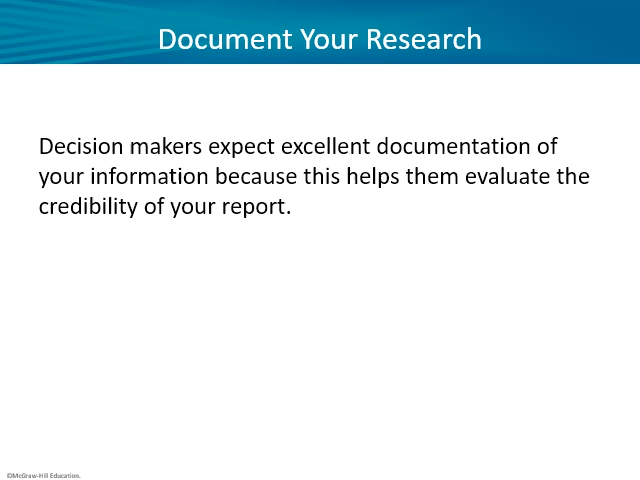 Document Your Research
Decision makers expect excellent documentation of
your information because this helps them evaluate the
credibility of your report.
©McGraw-Hill Education.